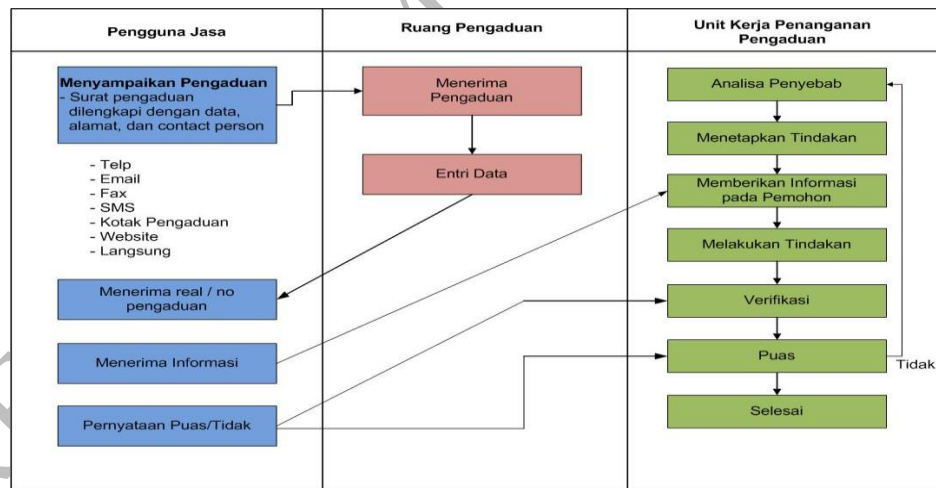 Pengguna Jasa
Ruang Pengaduan
Unit Kerja Penanganan
Pengaduan
Menyampaikan Pengaduan
- Surat pengaduan
dilengkapi dengan data,
alamat, dan contact person
- Telp
- Email
- Fax
- SMS
- Kotak Pengaduan
- Website
- Langsung
Menerima real / no
pengaduan
Menerima Informasi
Pernyataan Puas/Tidak
Menerima
Pengaduan
Entri Data
Analisa Penyebab
Menetapkan Tindakan
Memberikan Informasi
pada Pemohon
Melakukan Tindakan
Verifikasi
Puas
Tidak
Selesai